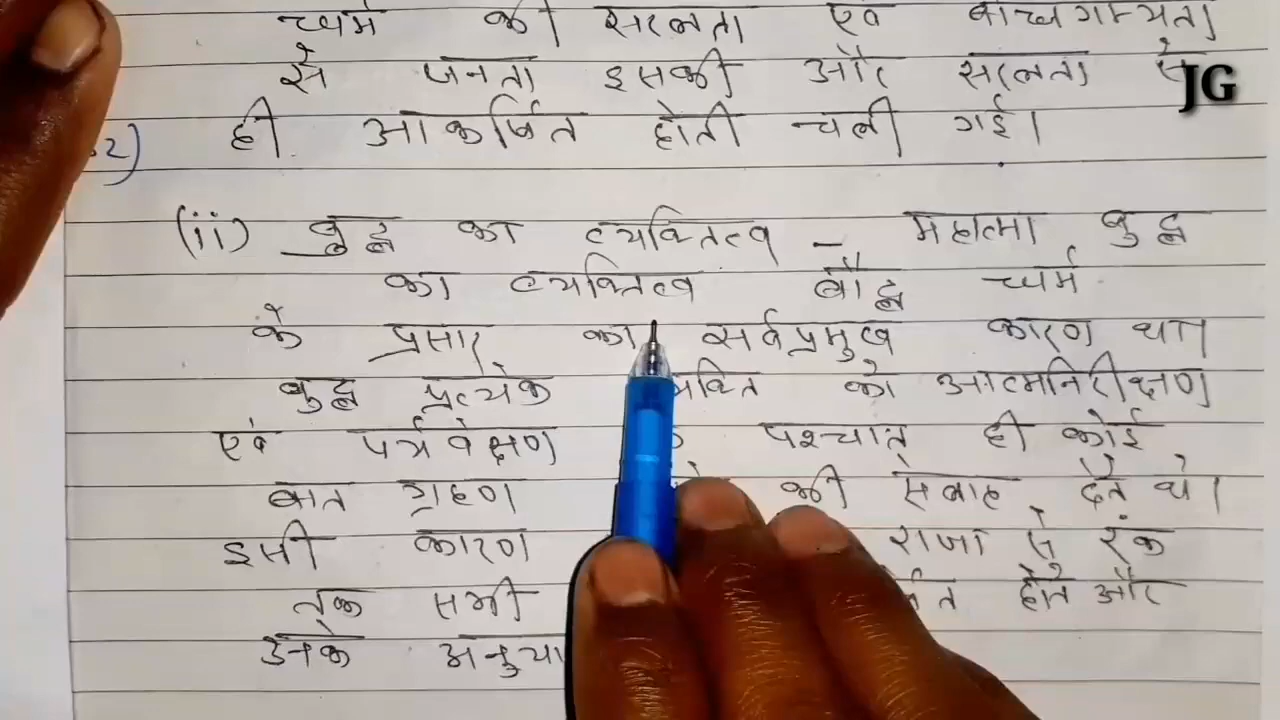 धर्म की सरलता एवं बोधगम्यता
से जनता इसकी और सरलता से
JG
ही आकर्षित होती चली गई।
(ii) बुद्ध का व्यक्तित्व – महात्मा बुद्ध
का व्यक्तित्व बौद्ध धर्म
के प्रसार का सर्वप्रमुख कारण था।
बुद्ध प्रत्येक को आत्मनिरीक्षण
एवं पर्यवेक्षण पश्चात् ही कोई
बात ग्रहण की सलाह देते थे।
इसी कारण राजा से रंक
तक सभी होते और
उनके